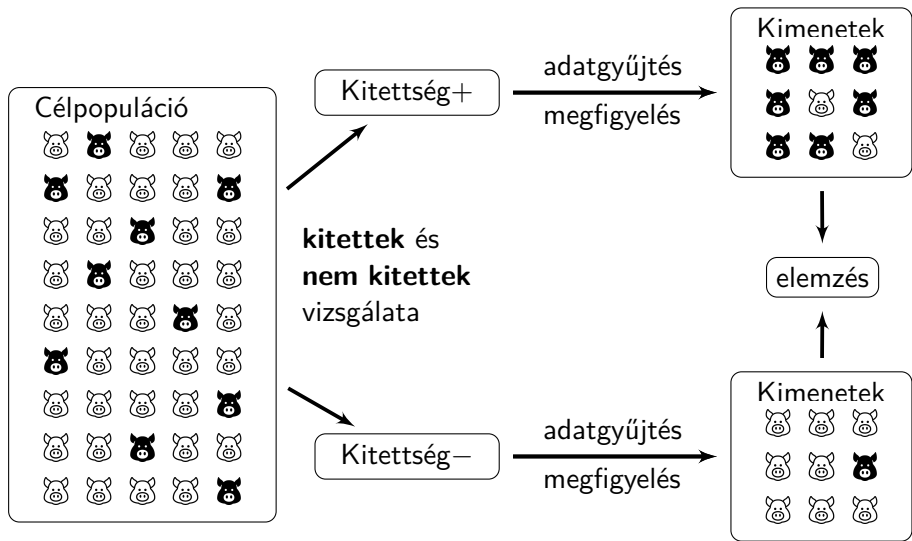 Célpopuláció
kitettek és
nem kitettek
vizsgálata
Kitettség+
adatgyűjtés
megfigyelés
Kimenetek
elemzés
Kitettség−
adatgyűjtés
megfigyelés
Kimenetek